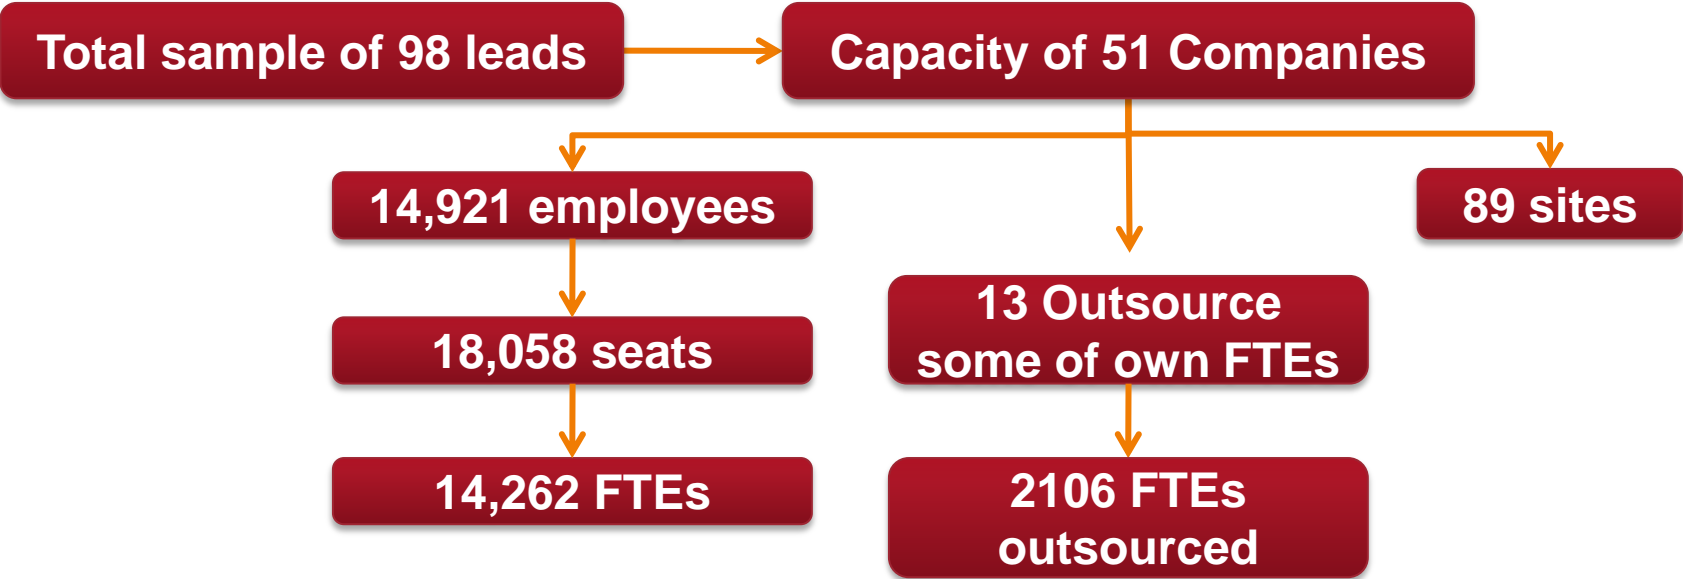 Total sample of 98 leads
Capacity of 51 Companies
14,921 employees
89 sites
13 Outsource
some of own FTEs
18,058 seats
14,262 FTEs
2106 FTEs
outsourced